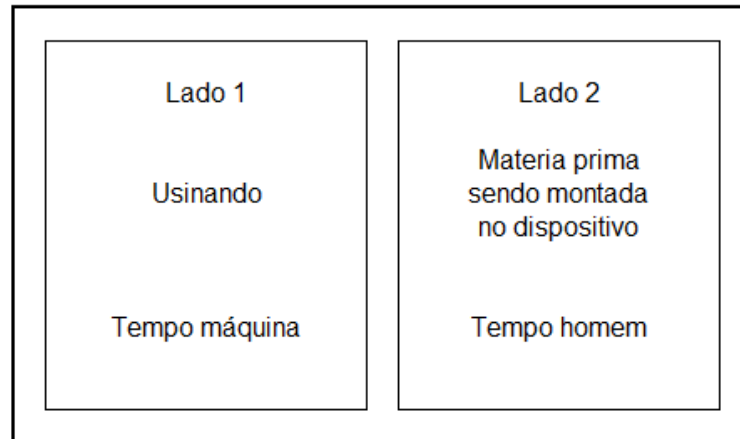 Lado 1
Usinando
Tempo máquina
Lado 2
Materia prima
sendo montada
no dispositivo
Tempo homem